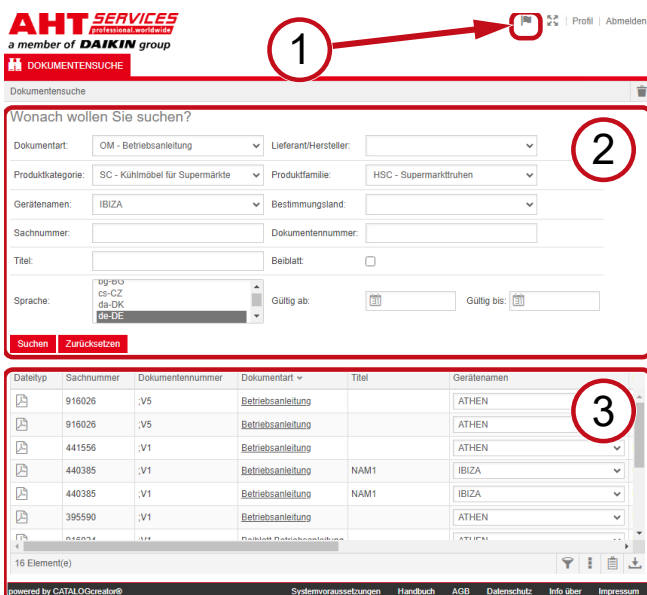 AHT SERVICES
professional.worldwide
a member of DAIKIN group
1
Profil | Abmelden
DOKUMENTENSUCHE
Dokumentensuche
Wonach wollen Sie suchen?
2
Dokumentart: OM - Betriebsanleitung Lieferant/Hersteller:
Produktkategorie: SC - Kühlmöbel für Supermärkte Produktfamilie: HSC - Supermarkttruhen
Gerätenamen: IBIZA Bestimmungsland:
Sachnummer: Dokumentennummer:
Titel: Beiblatt:
bg-BG
cs-CZ
Sprache: da-DK Gültig ab: Gültig bis:
de-DE
Suchen Zurücksetzen
Dateityp Sachnummer Dokumentennummer Dokumentart Titel Gerätenamen
3
916026 ;V5 Betriebsanleitung ATHEN
916026 ;V5 Betriebsanleitung ATHEN
441556 ;V1 Betriebsanleitung ATHEN
440385 ;V1 Betriebsanleitung NAM1 IBIZA
440385 ;V1 Betriebsanleitung NAM1 IBIZA
395590 ;V1 Betriebsanleitung ATHEN
916024 ;V1 Beiblatt Betriebsanleitung ATHEN
16 Element(e)
powered by CATALOGcreator® Systemvoraussetzungen Handbuch AGB Datenschutz Info über Impressum